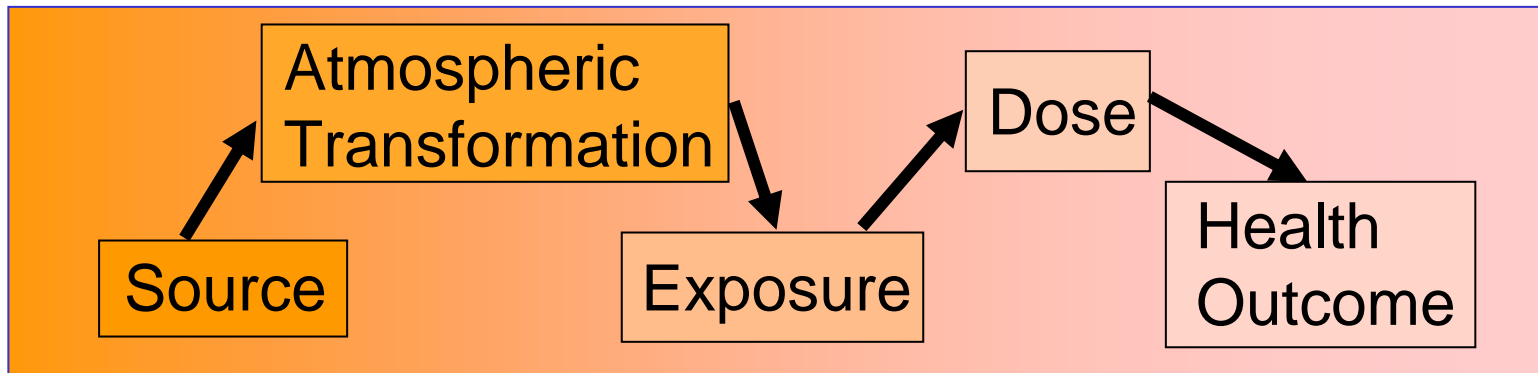 Source
Atmospheric
Transformation
Exposure
Dose
Health
Outcome